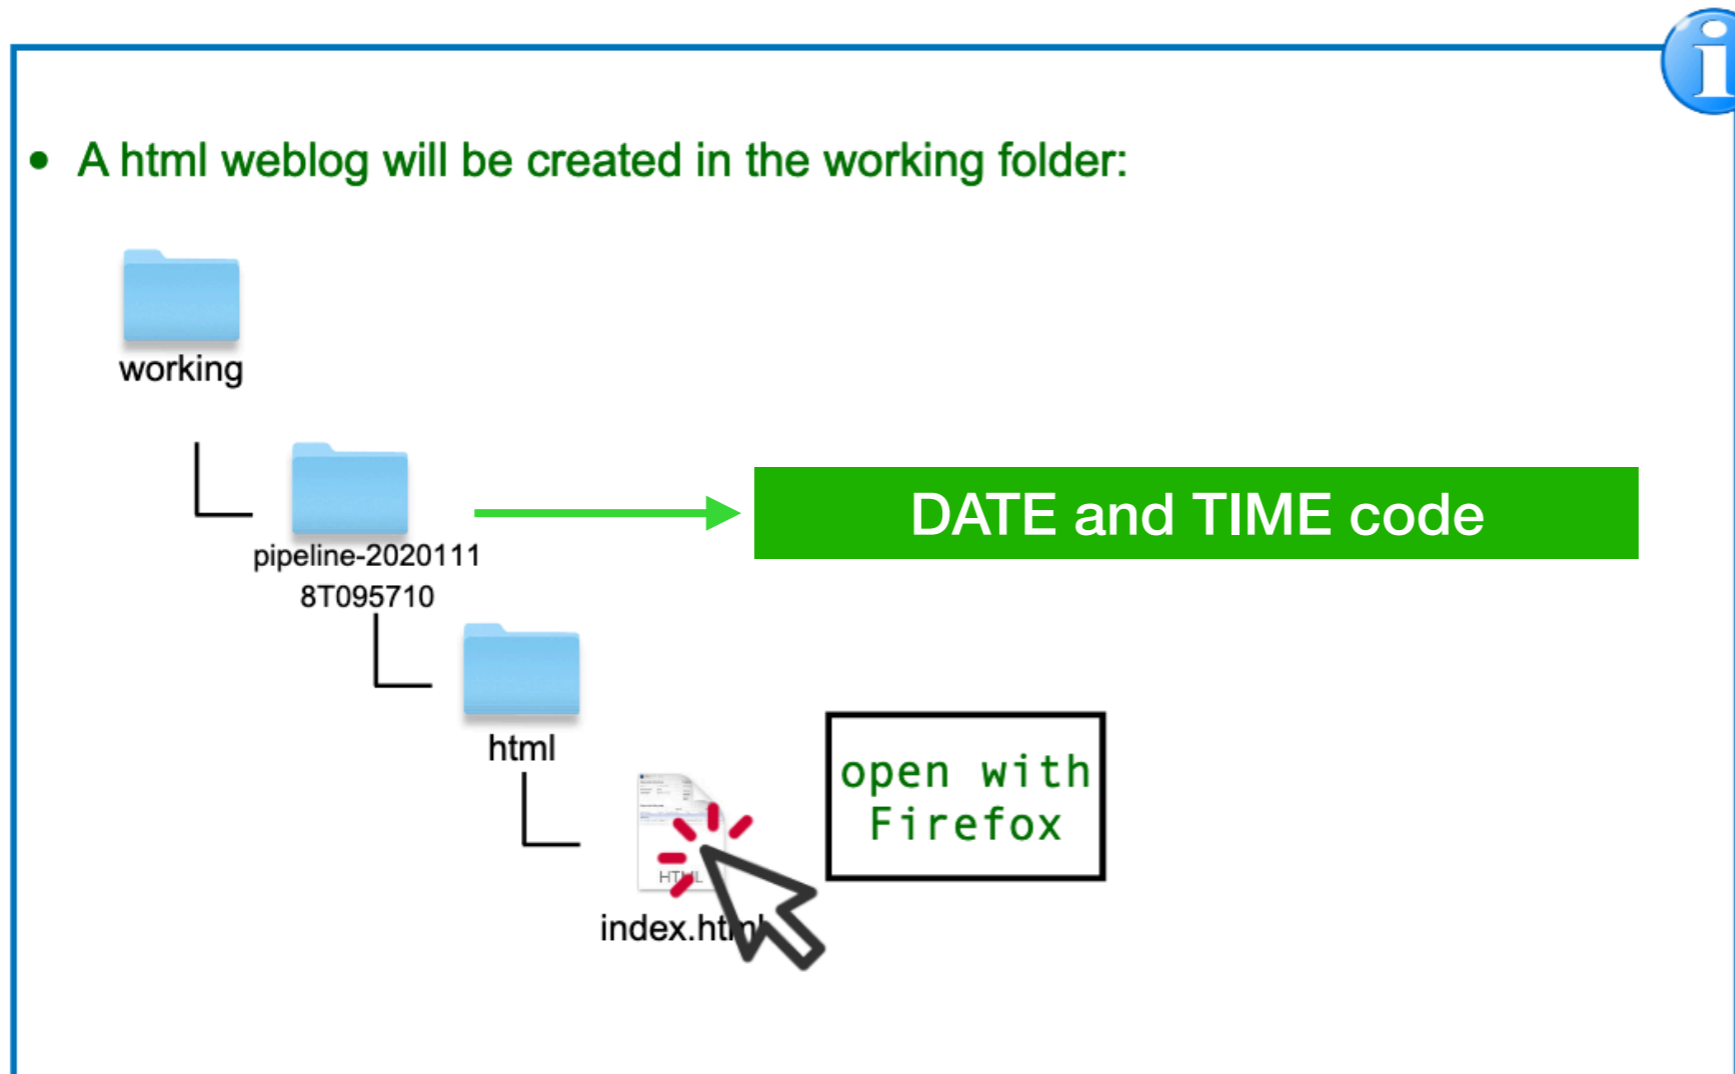 • A html weblog will be created in the working folder:
working
pipeline-2020111
8T095710
DATE and TIME code
html
open with
Firefox
HTML
index.html